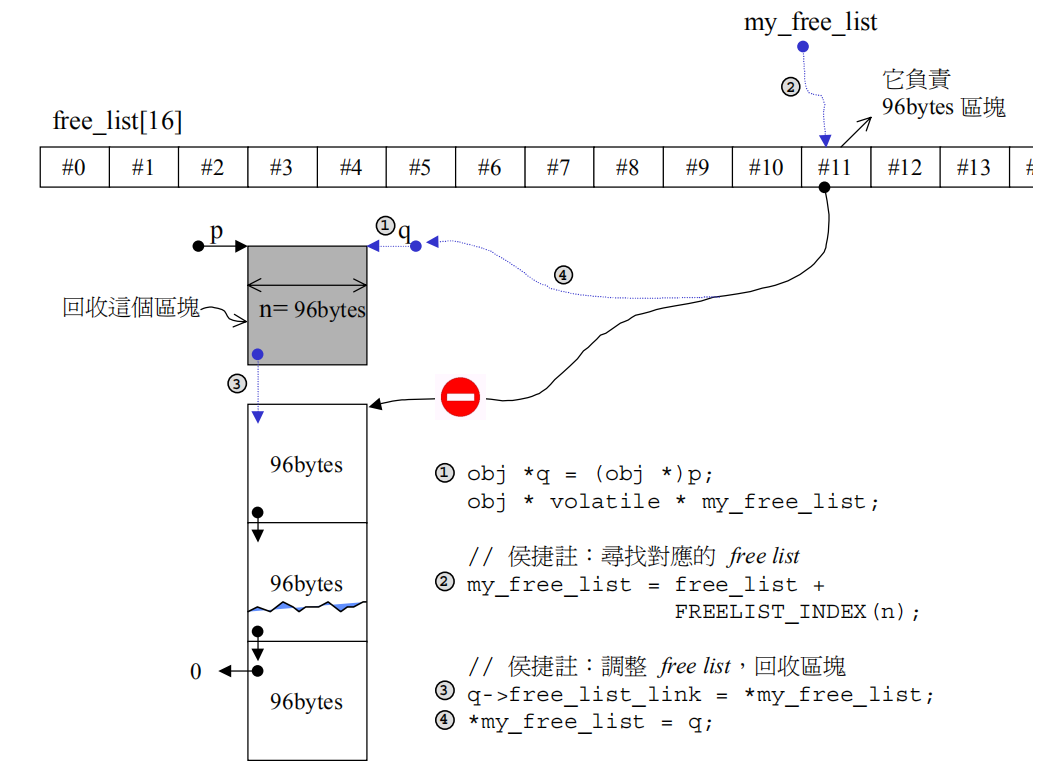 my_free_list
②
它負責
96bytes 區塊
free_list[16]
#0 #1 #2 #3 #4 #5 #6 #7 #8 #9 #10 #11 #12 #13 #
p
① q
④
回收這個區塊
n= 96bytes
③
96bytes
96bytes
0
96bytes
① obj *q = (obj *)p;
obj * volatile * my_free_list;
// 侯捷註：尋找對應的 free list
② my_free_list = free_list +
FREELIST_INDEX(n);
// 侯捷註：調整 free list，回收區塊
③ q->free_list_link = *my_free_list;
④ *my_free_list = q;